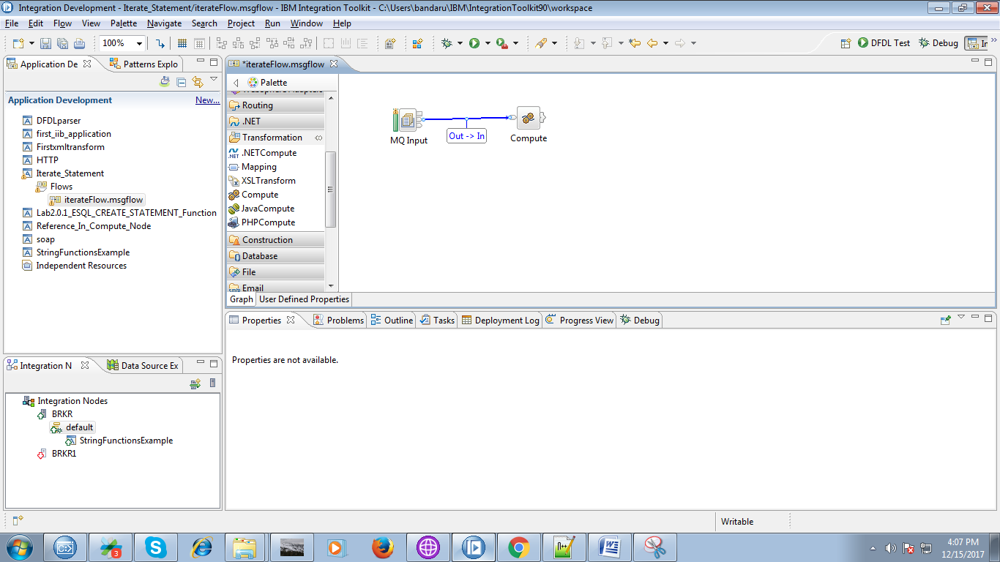 Integration Development - Iterate_Statement/iterateFlow.msgflow - IBM Integration Toolkit - C:\Users\bandaru\IBM\IntegrationToolkit90\workspace
File Edit Flow View Palette Navigate Search Project Run Window Help
100% DFDL Test Debug In
Application De Patterns Explo
Application Development New...
DFDLparser
first_iib_application
Firstxmltransform
HTTP
Iterate_Statement
Flows
iterateFlow.msgflow
Lab2.0.1_ESQL_CREATE_STATEMENT_Function
Reference_In_Compute_Node
soap
StringFunctionsExample
Independent Resources
*iterateFlow.msgflow
Palette
WebSphere Adapters
Routing
.NET
Transformation
.NETCompute
Mapping
XSLTransform
Compute
JavaCompute
PHPCompute
Construction
Database
File
Email
MQ Input
Out -> In
Compute
Graph User Defined Properties
Properties Problems Outline Tasks Deployment Log Progress View Debug
Properties are not available.
Integration N Data Source Ex
Integration Nodes
BRKR
default
StringFunctionsExample
BRKR1
Writable
3
4:07 PM
12/15/2017